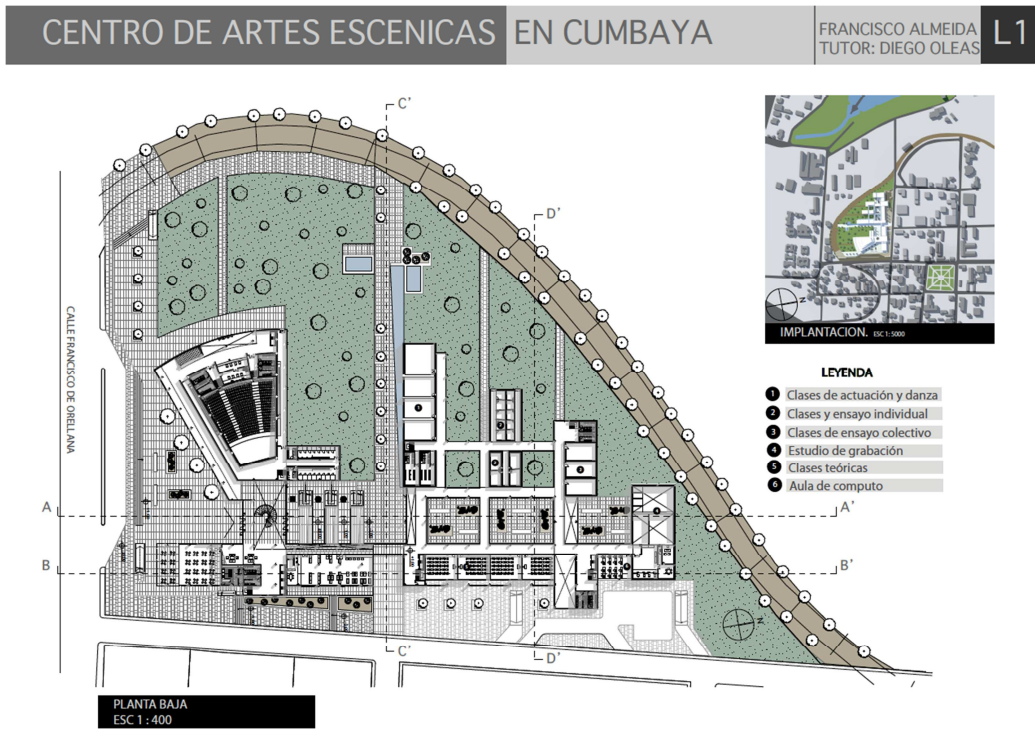 CENTRO DE ARTES ESCENICAS EN CUMBAYA
FRANCISCO ALMEIDA
TUTOR: DIEGO OLEAS
L1
C'
D'
N
IMPLANTACION. ESC 1: 5000
LEYENDA
1 Clases de actuación y danza
2 Clases y ensayo individual
3 Clases de ensayo colectivo
4 Estudio de grabación
5 Clases teóricas
6 Aula de computo
CALLE FRANCISCO DE ORELLANA
A
A'
B
B'
N
C'
D'
PLANTA BAJA
ESC 1 : 400